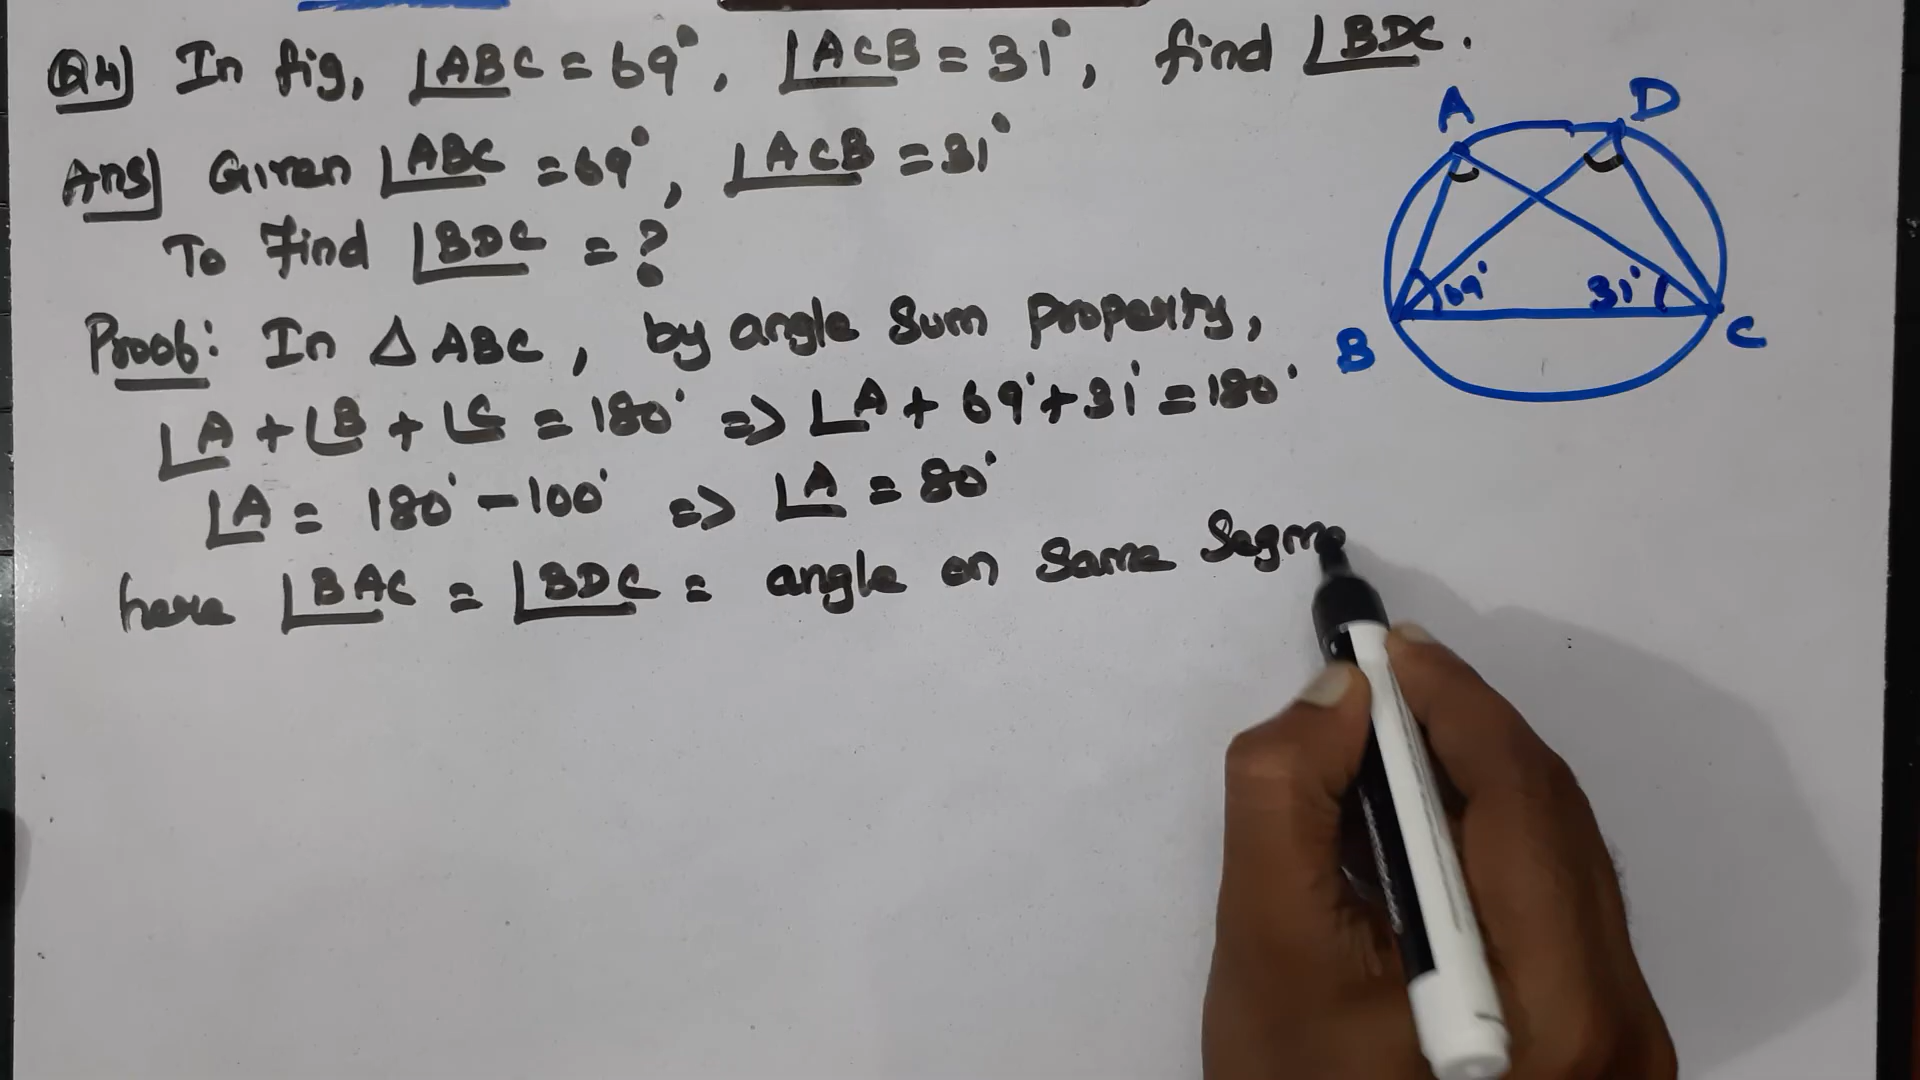 Q4) In fig, ∠ABC = 69°, ∠ACB = 31°, find ∠BDC.
Ans) Given ∠ABC = 69°, ∠ACB = 31°
To Find ∠BDC = ?
Proof: In △ABC, by angle sum property,
∠A + ∠B + ∠C = 180° => ∠A + 69° + 31° = 180°
∠A = 180° - 100° => ∠A = 80°
here ∠BAC = ∠BDC = angle on same Segme
A D
69° 31°
B C